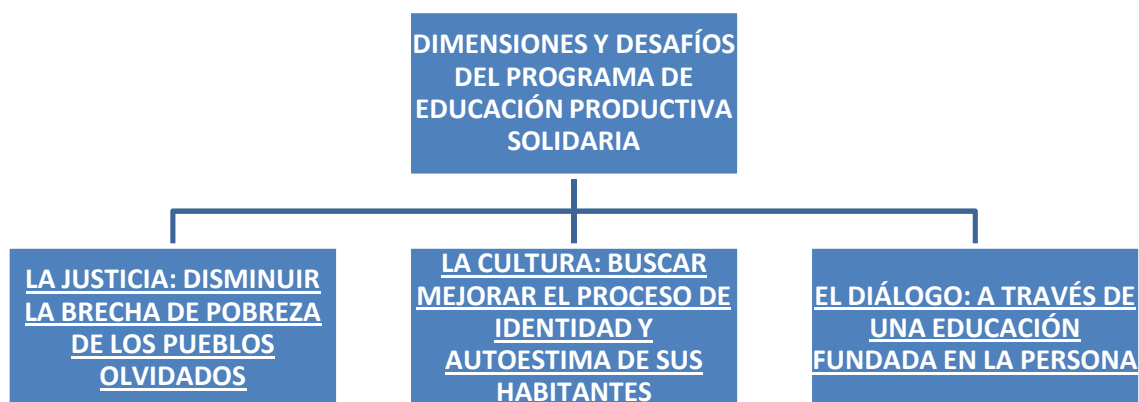 DIMENSIONES Y DESAFÍOS
DEL PROGRAMA DE
EDUCACIÓN PRODUCTIVA
SOLIDARIA
LA JUSTICIA: DISMINUIR
LA BRECHA DE POBREZA
DE LOS PUEBLOS
OLVIDADOS
LA CULTURA: BUSCAR
MEJORAR EL PROCESO DE
IDENTIDAD Y
AUTOESTIMA DE SUS
HABITANTES
EL DIÁLOGO: A TRAVÉS DE
UNA EDUCACIÓN
FUNDADA EN LA PERSONA